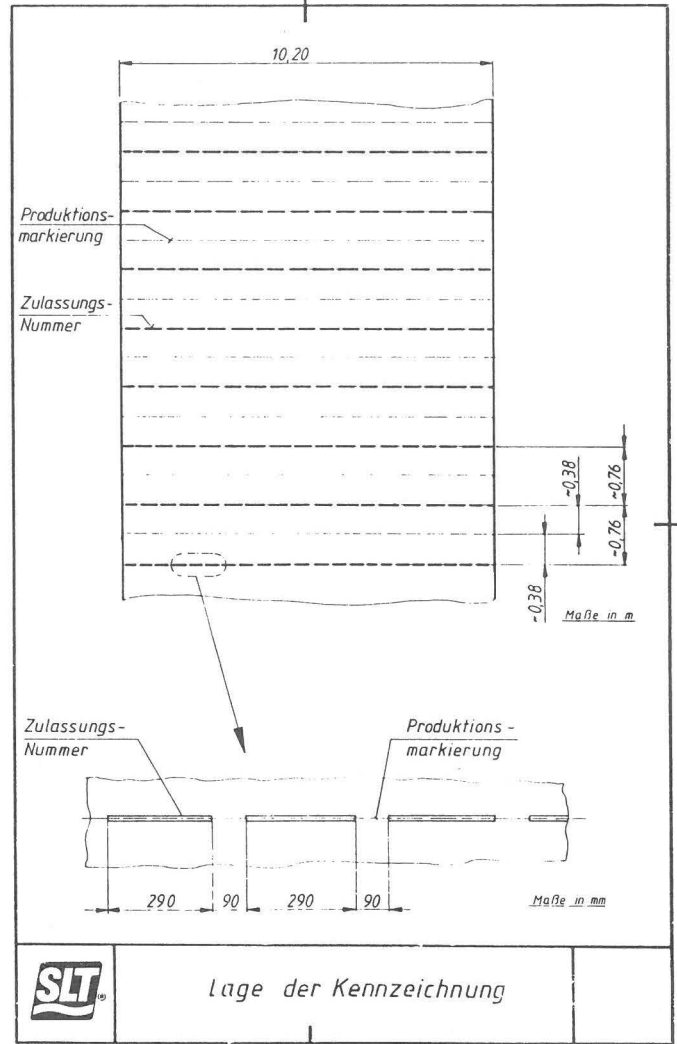 10,20
Produktions-
markierung
Zulassungs-
Nummer
~0,38
~0,76
~0,76
~0,38
Maße in m
Zulassungs-
Nummer
Produktions-
markierung
290 90 290 90
Maße in mm
SLT®
Lage der Kennzeichnung